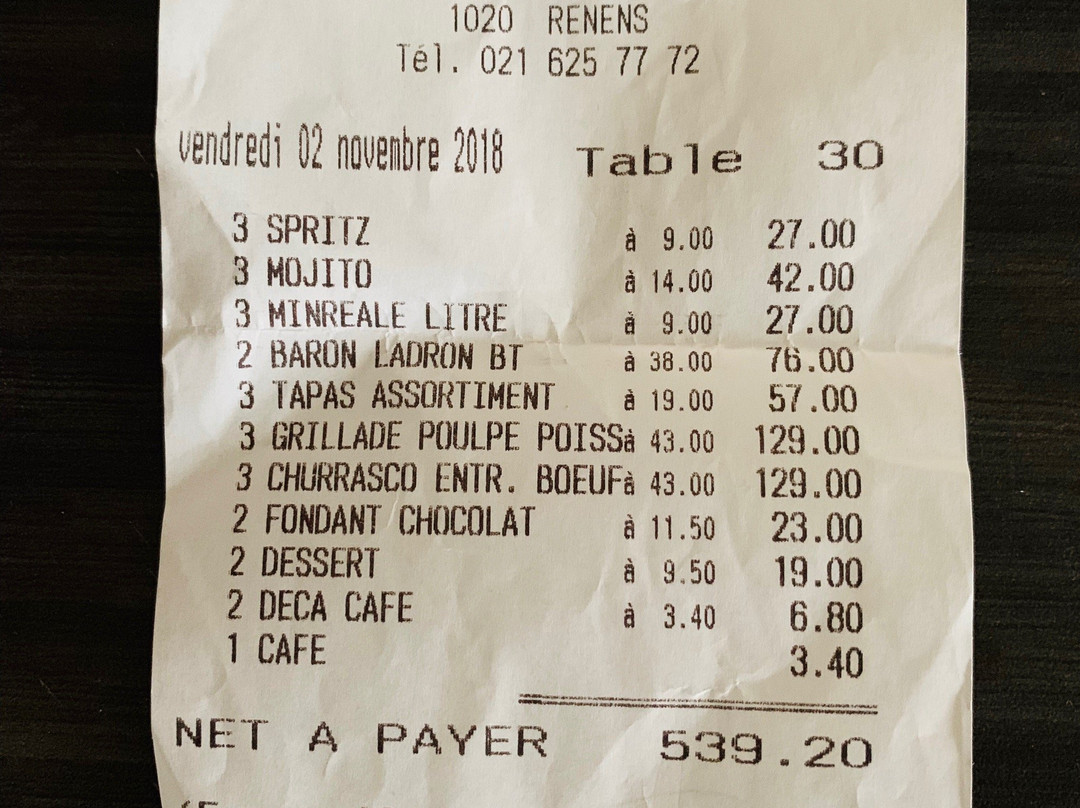 1020 RENENS
Tél. 021 625 77 72
vendredi 02 novembre 2018 Table 30
3 SPRITZ à 9.00 27.00
3 MOJITO à 14.00 42.00
3 MINREALE LITRE à 9.00 27.00
2 BARON LADRON BT à 38.00 76.00
3 TAPAS ASSORTIMENT à 19.00 57.00
3 GRILLADE POULPE POISSà 43.00 129.00
3 CHURRASCO ENTR. BOEUFà 43.00 129.00
2 FONDANT CHOCOLAT à 11.50 23.00
2 DESSERT à 9.50 19.00
2 DECA CAFE à 3.40 6.80
1 CAFE 3.40
NET A PAYER 539.20